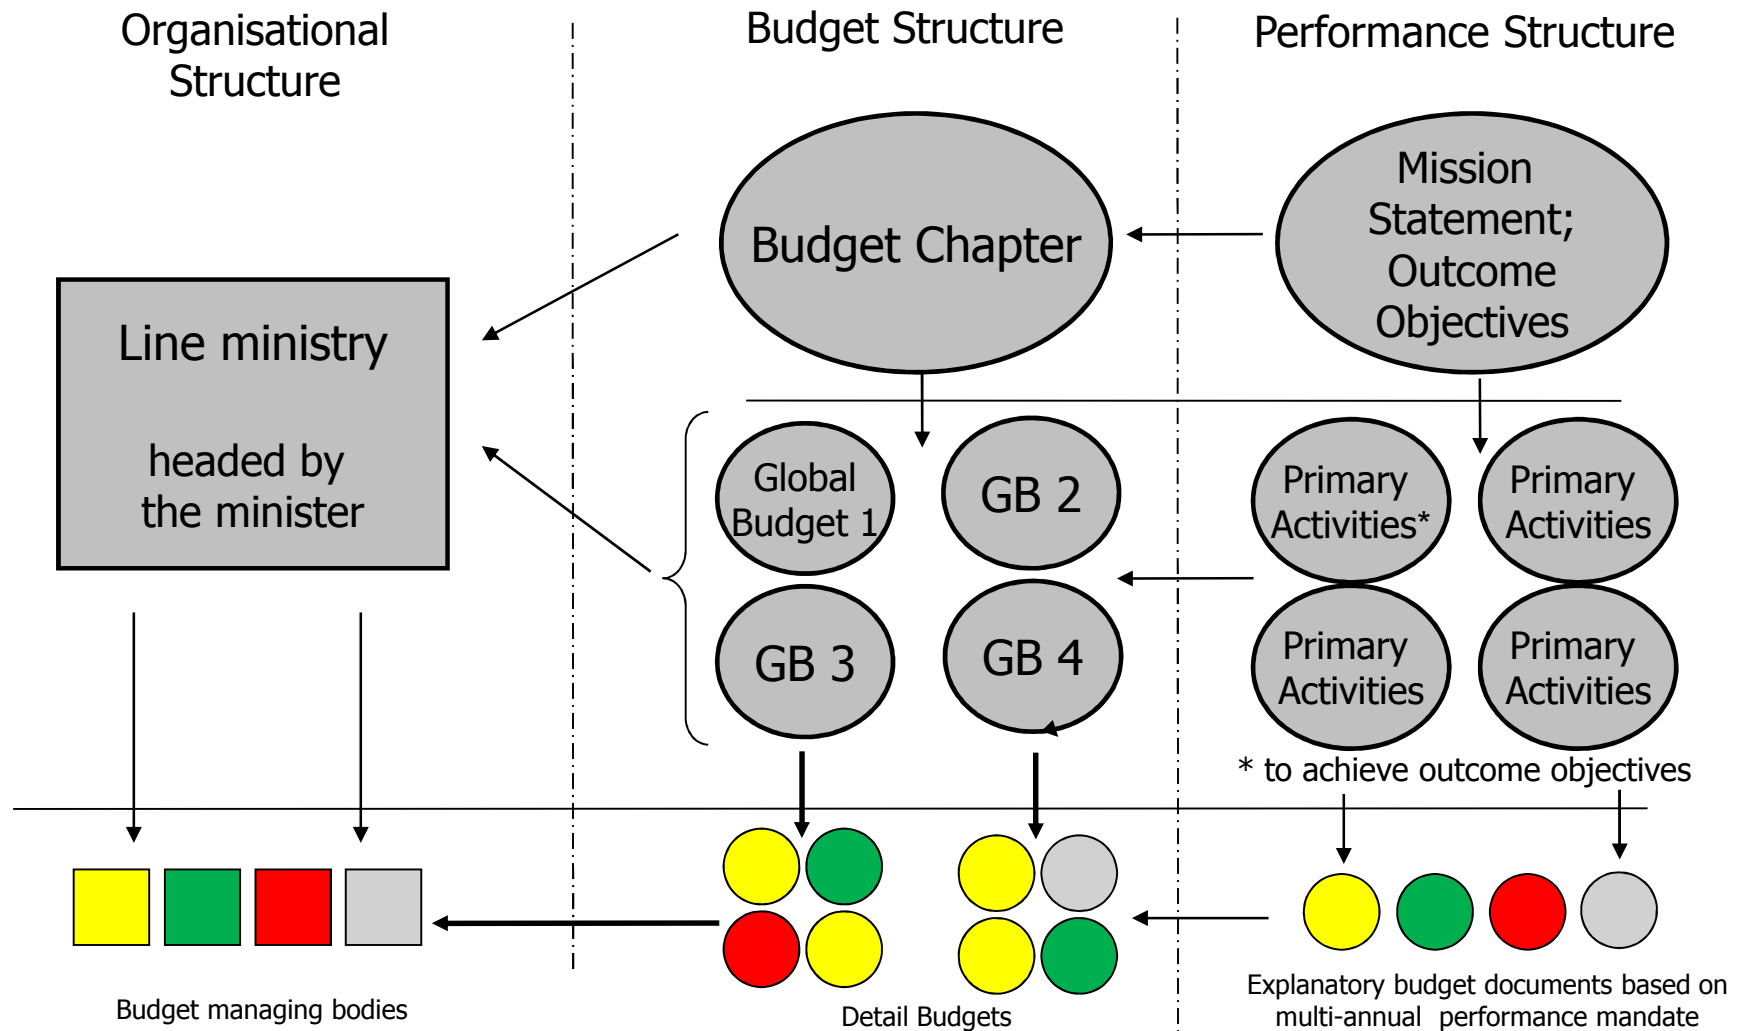 Organisational
Structure
Budget Structure
Performance Structure
Line ministry
headed by
the minister
Budget Chapter
Mission
Statement;
Outcome
Objectives
Global
Budget 1
GB 2
GB 3
GB 4
Primary
Activities*
Primary
Activities
Primary
Activities
Primary
Activities
* to achieve outcome objectives
Budget managing bodies
Detail Budgets
Explanatory budget documents based on
multi-annual performance mandate